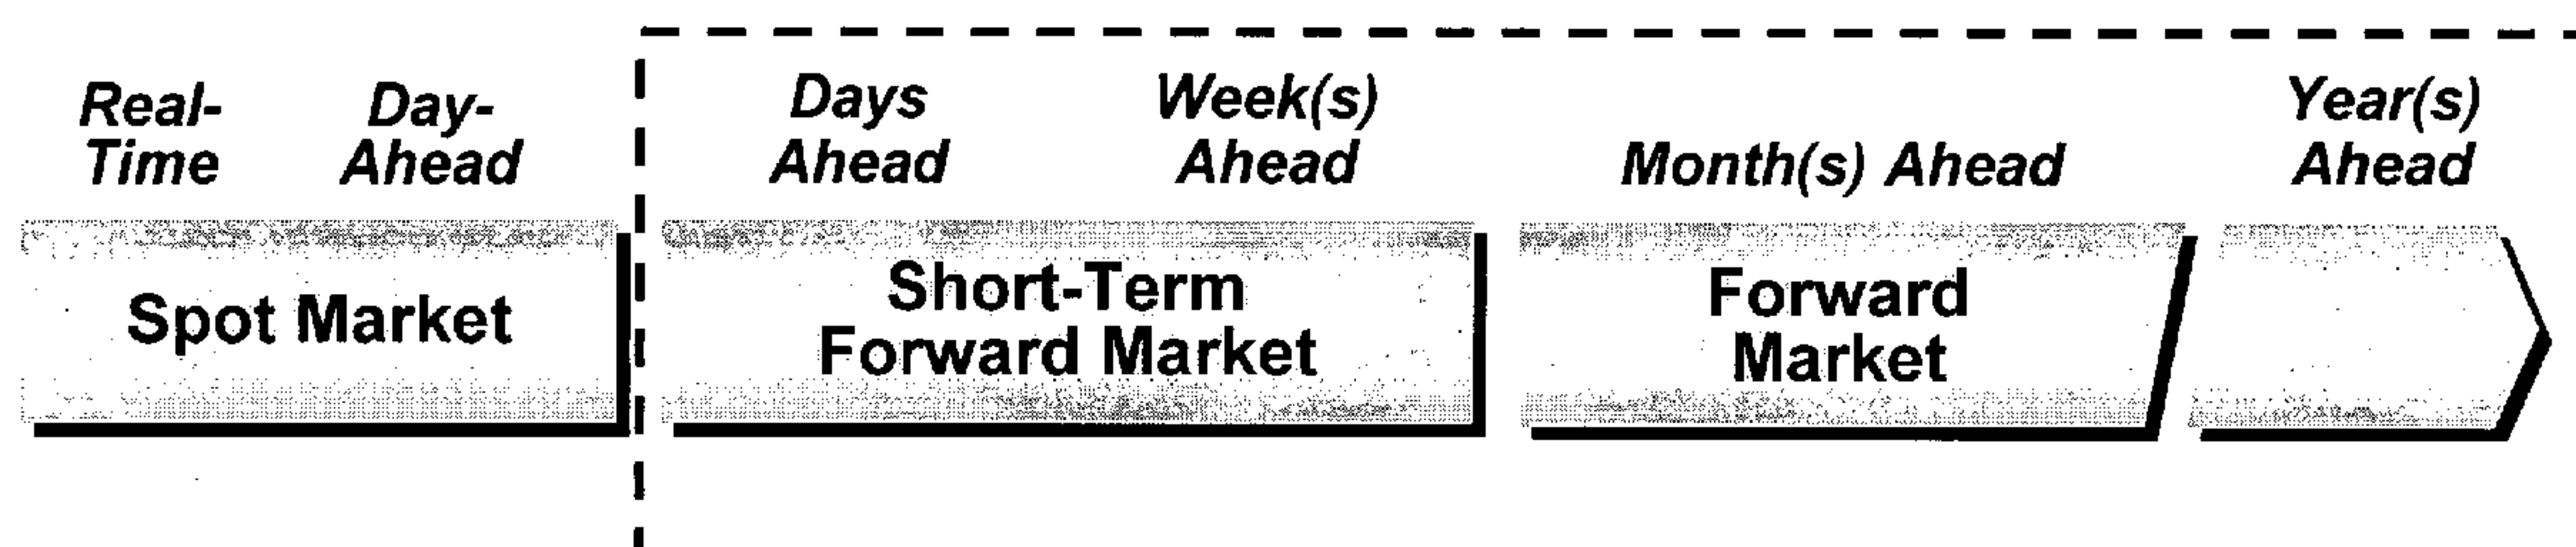 Real-
Time
Day-
Ahead
Days
Ahead
Week(s)
Ahead
Month(s) Ahead
Year(s)
Ahead
Spot Market
Short-Term
Forward Market
Forward
Market